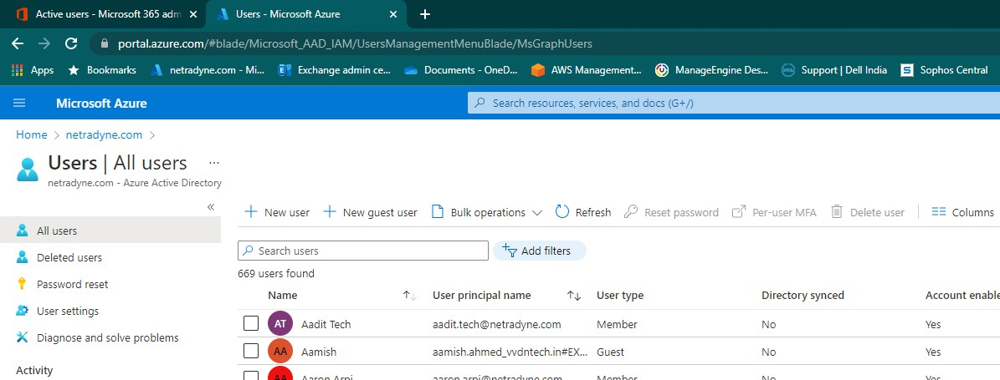 Active users - Microsoft 365 adm
Users - Microsoft Azure
portal.azure.com/#blade/Microsoft_AAD_IAM/UsersManagementMenuBlade/MsGraphUsers
Apps Bookmarks netradyne.com - Mi... Exchange admin ce... Documents - OneD... AWS Management... ManageEngine Des... Support | Dell India Sophos Central
Microsoft Azure
Search resources, services, and docs (G+/)
Home > netradyne.com >
Users | All users ...
netradyne.com - Azure Active Directory
«
All users
Deleted users
Password reset
User settings
Diagnose and solve problems
Activity
+ New user + New guest user Bulk operations Refresh Reset password Per-user MFA Delete user Columns
Search users
Add filters
669 users found
Name User principal name User type Directory synced Account enable
AT Aadit Tech aadit.tech@netradyne.com Member No Yes
AA Aamish aamish.ahmed_vvdntech.in#EX... Guest No Yes
AA Aaron Arpi aaron.arpi@netradyne.com Member No Yes